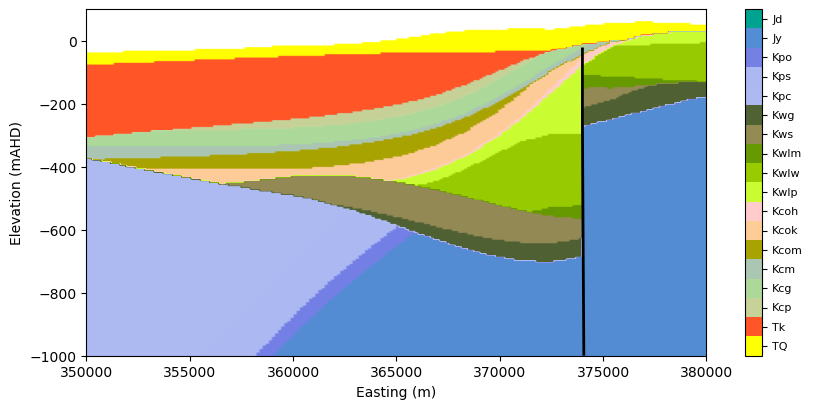 0
−200
−400
−600
−800
−1000
Elevation (mAHD)
350000 355000 360000 365000 370000 375000 380000
Easting (m)
Jd
Jy
Kpo
Kps
Kpc
Kwg
Kws
Kwlm
Kwlw
Kwlp
Kcoh
Kcok
Kcom
Kcm
Kcg
Kcp
Tk
TQ